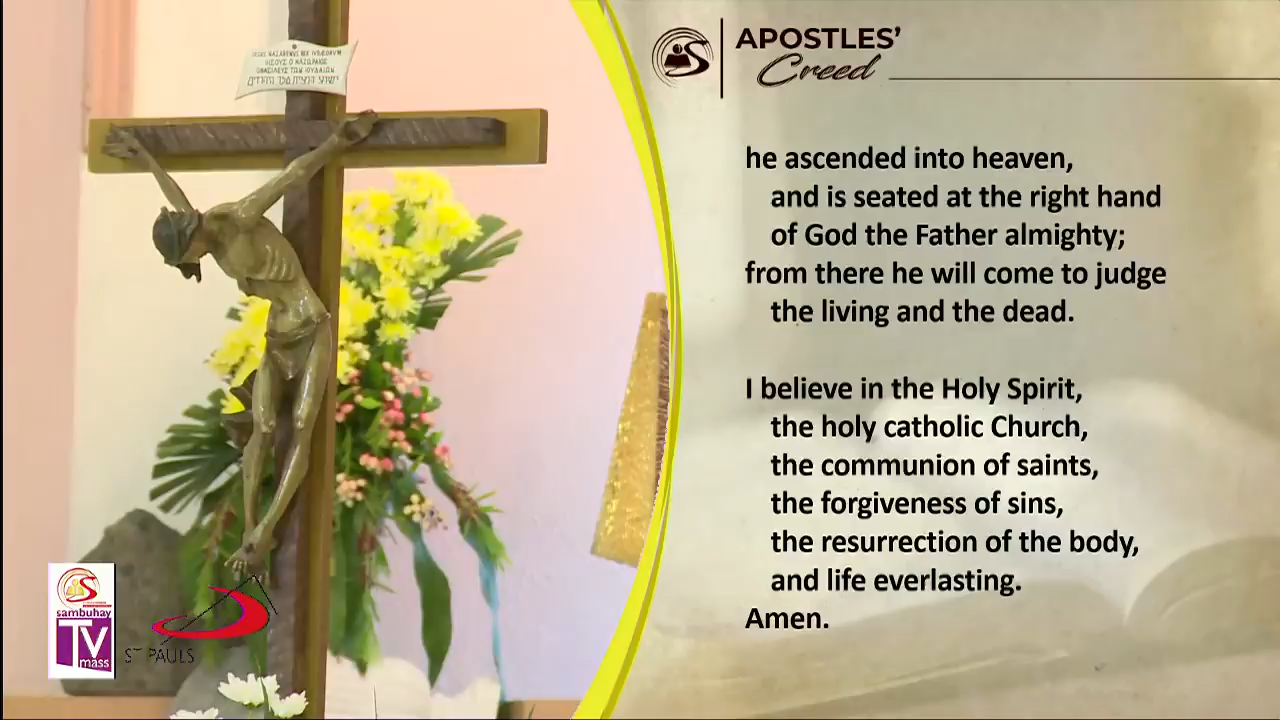 APOSTLES'
Creed
he ascended into heaven,
and is seated at the right hand
of God the Father almighty;
from there he will come to judge
the living and the dead.
I believe in the Holy Spirit,
the holy catholic Church,
the communion of saints,
the forgiveness of sins,
the resurrection of the body,
and life everlasting.
Amen.
sambuhay
TV
mass
ST PAULS